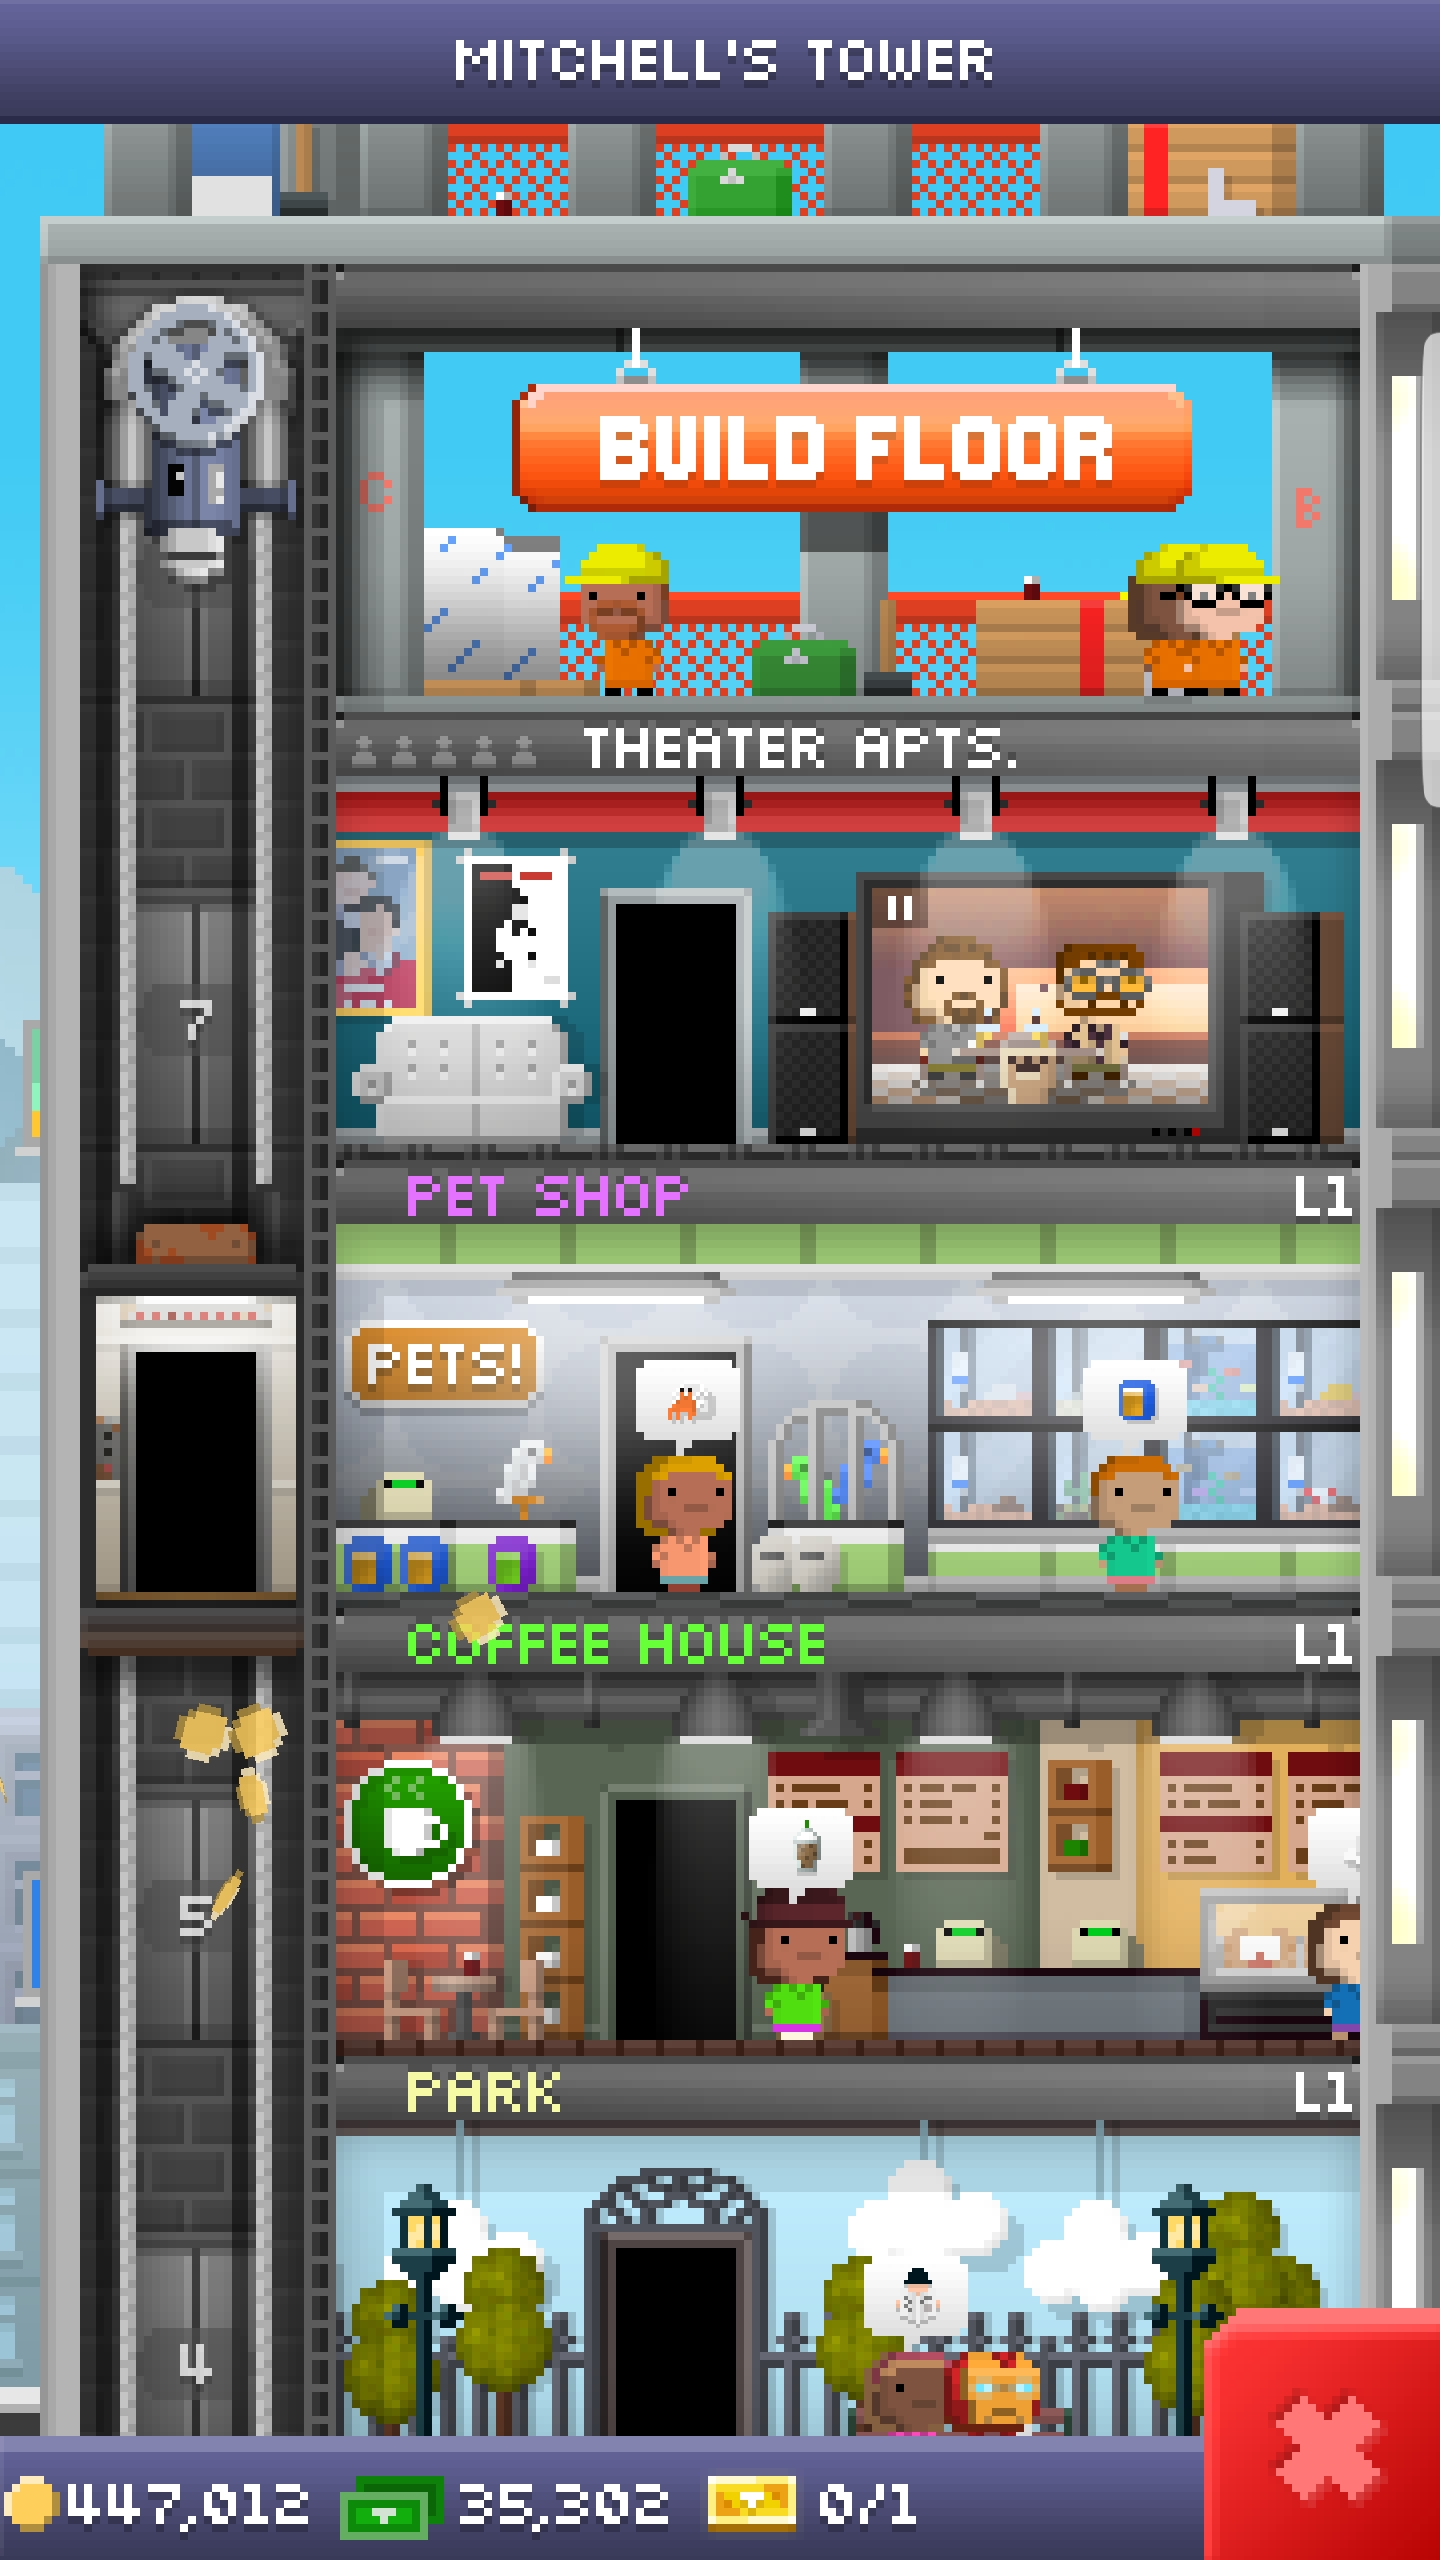 MITCHELL'S TOWER
BUILD FLOOR
C
B
THEATER APTS.
7
PET SHOP L1
PETS!
COFFEE HOUSE L1
5
PARK L1
4
447,012 35,302 0/1